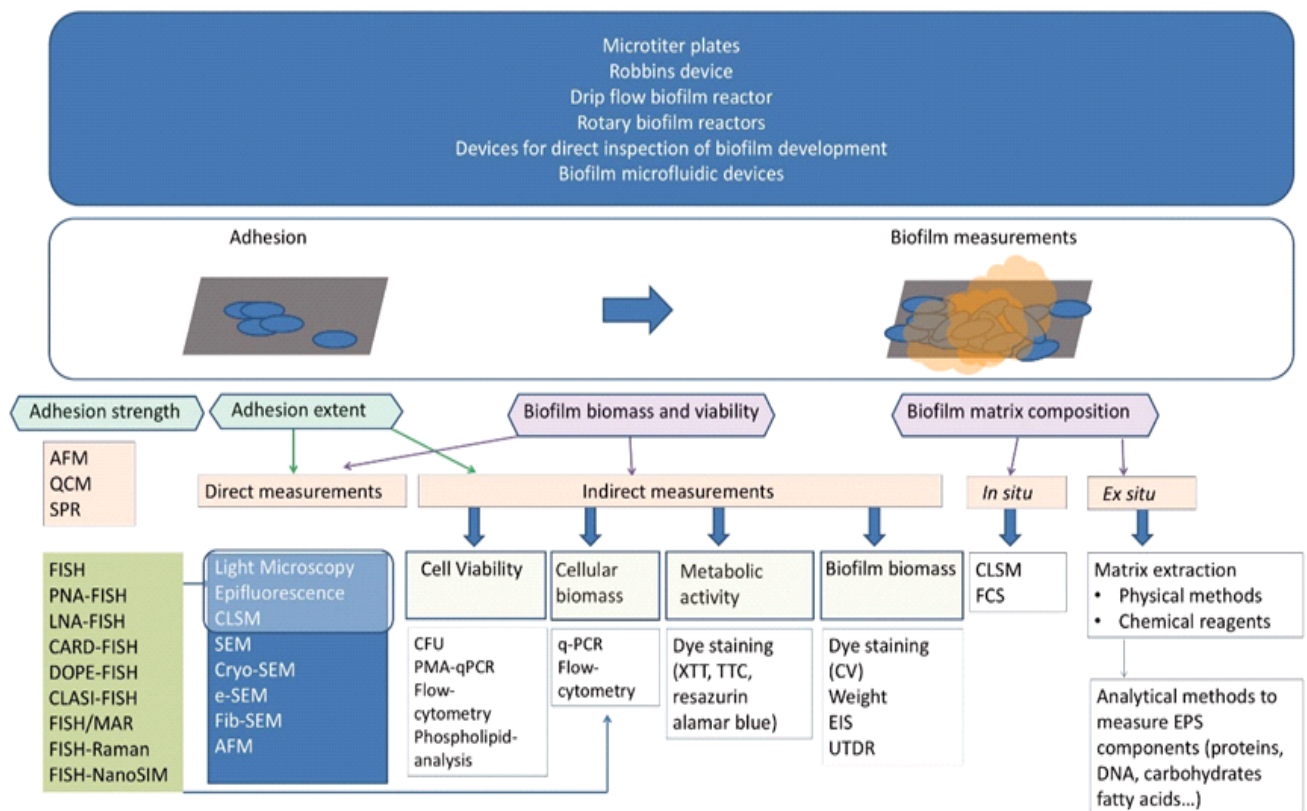 Microtiter plates
Robbins device
Drip flow biofilm reactor
Rotary biofilm reactors
Devices for direct inspection of biofilm development
Biofilm microfluidic devices
Adhesion
Biofilm measurements
Adhesion strength
Adhesion extent
Biofilm biomass and viability
Biofilm matrix composition
AFM
QCM
SPR
Direct measurements
Indirect measurements
In situ
Ex situ
FISH
PNA-FISH
LNA-FISH
CARD-FISH
DOPE-FISH
CLASI-FISH
FISH/MAR
FISH-Raman
FISH-NanoSIM
Light Microscopy
Epifluorescence
CLSM
SEM
Cryo-SEM
e-SEM
Fib-SEM
AFM
Cell Viability
CFU
PMA-qPCR
Flow-
cytometry
Phospholipid-
analysis
Cellular
biomass
q-PCR
Flow-
cytometry
Metabolic
activity
Dye staining
(XTT, TTC,
resazurin
alamar blue)
Biofilm biomass
Dye staining
(CV)
Weight
EIS
UTDR
CLSM
FCS
Matrix extraction
• Physical methods
• Chemical reagents
Analytical methods to
measure EPS
components (proteins,
DNA, carbohydrates
fatty acids...)